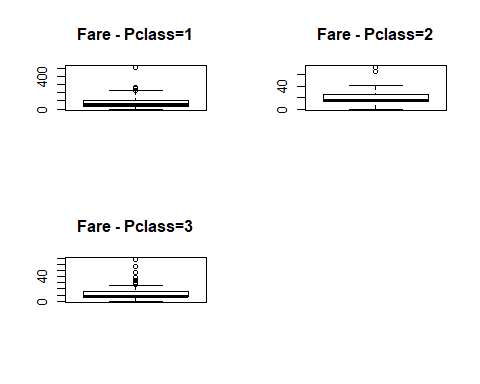 Fare - Pclass=1
400
0
Fare - Pclass=2
40
0
Fare - Pclass=3
40
0